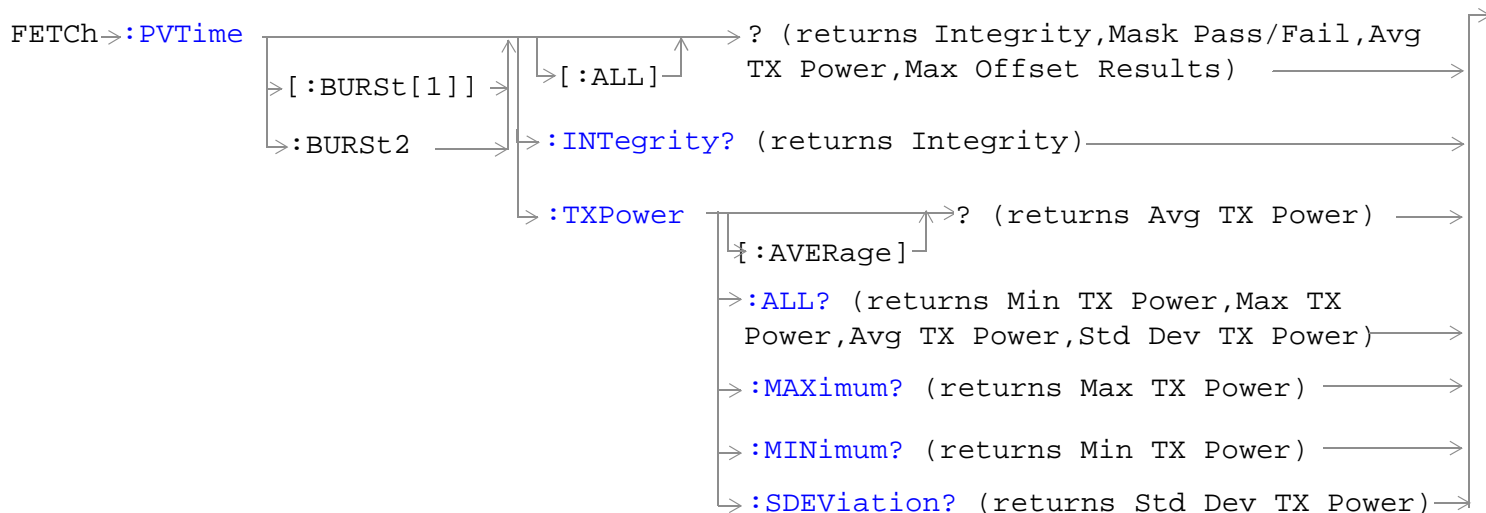 FETCh :PVTime ? (returns Integrity,Mask Pass/Fail,Avg
[:ALL] TX Power,Max Offset Results)
[:BURSt[1]]
:BURSt2 :INTegrity? (returns Integrity)
:TXPower ? (returns Avg TX Power)
[:AVERage]
:ALL? (returns Min TX Power,Max TX
Power,Avg TX Power,Std Dev TX Power)
:MAXimum? (returns Max TX Power)
:MINimum? (returns Min TX Power)
:SDEViation? (returns Std Dev TX Power)